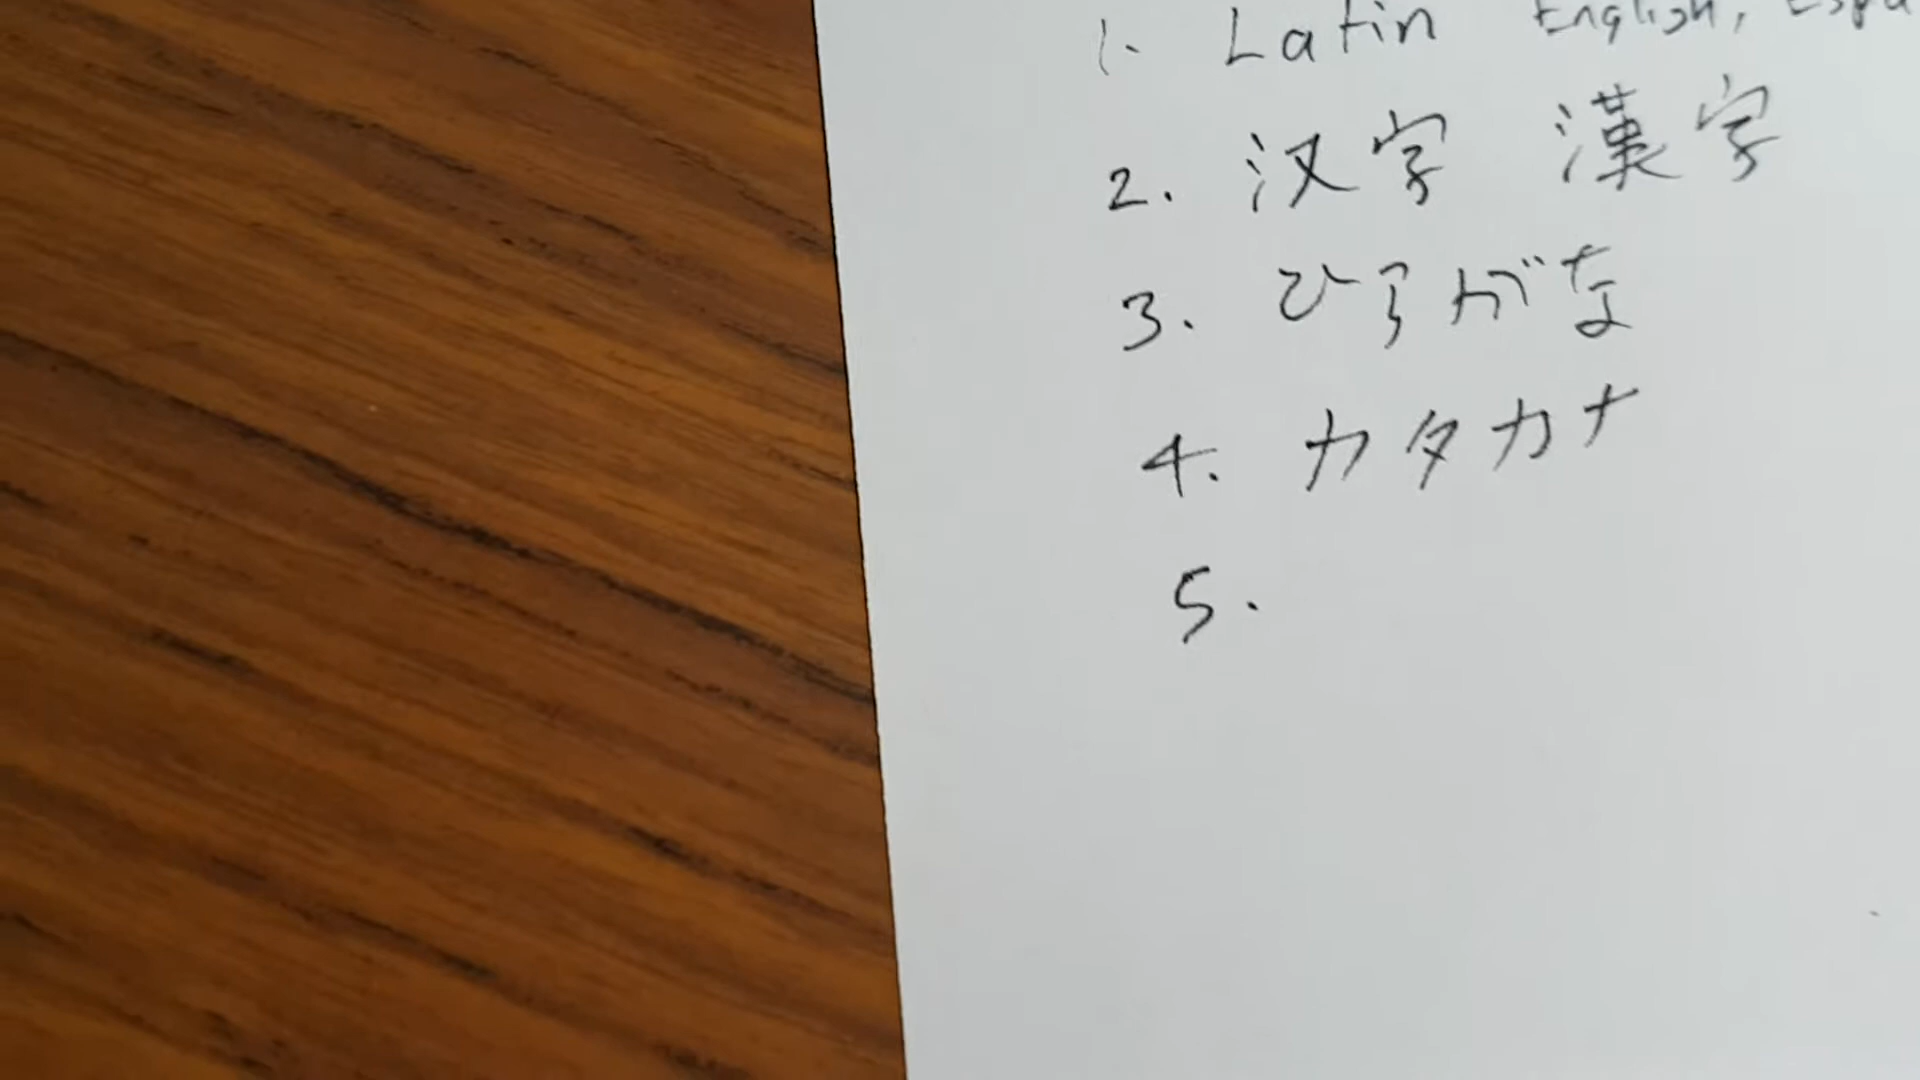 1. Latin English, Espa
2. 汉字 漢字
3. ひらがな
4. カタカナ
5.